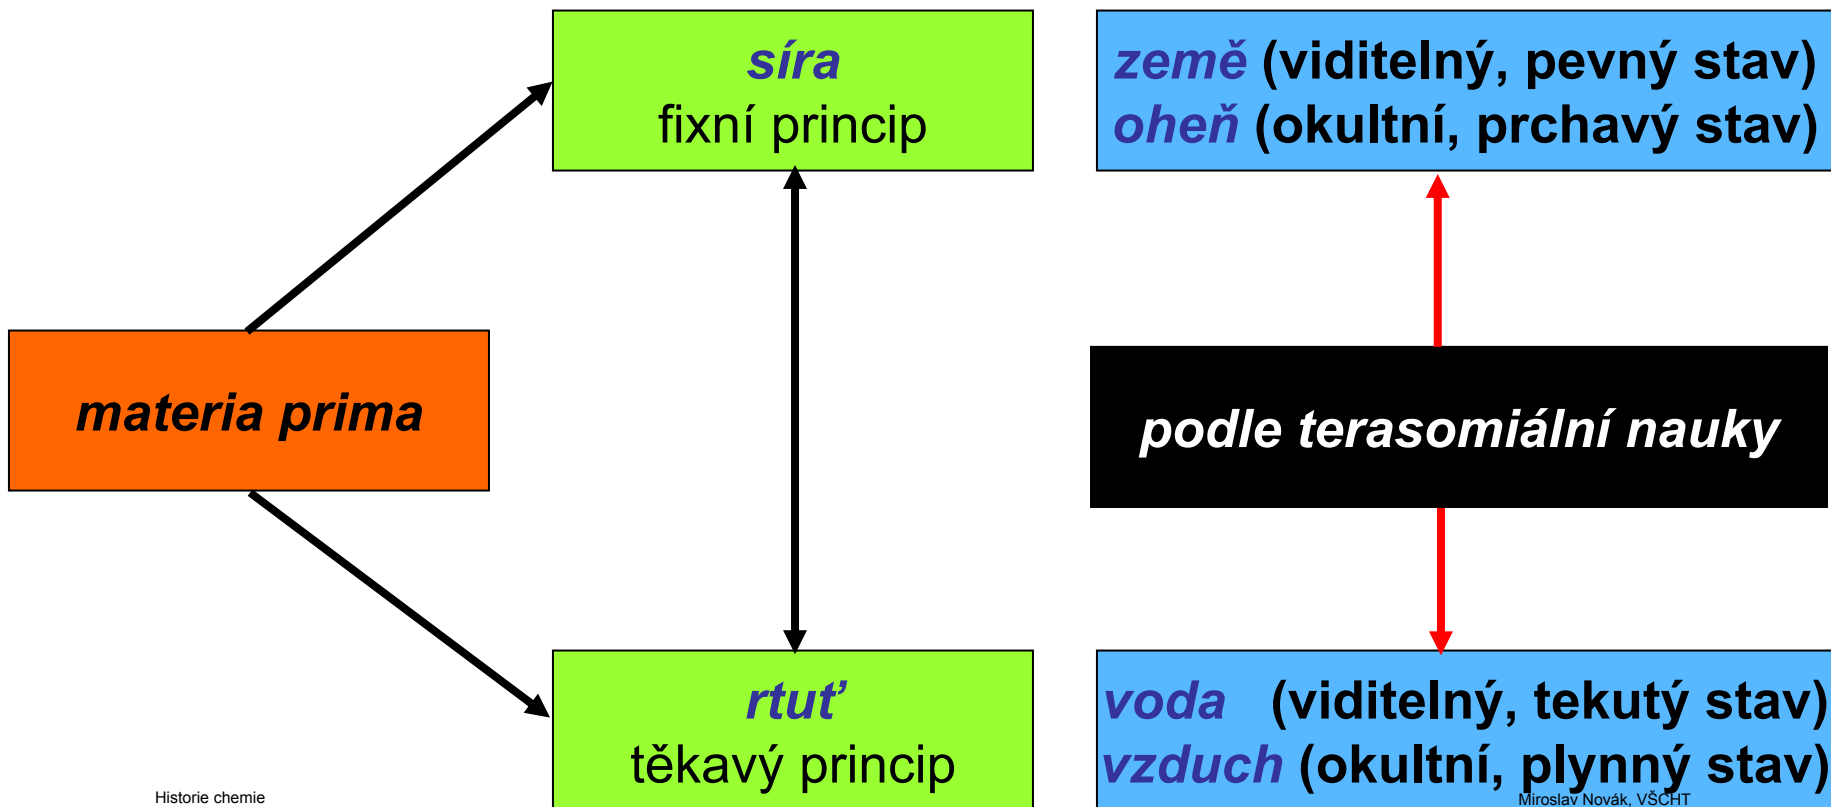 síra
fixní princip
země (viditelný, pevný stav)
oheň (okultní, prchavý stav)
materia prima
podle terasomiální nauky
rtuť
těkavý princip
voda (viditelný, tekutý stav)
vzduch (okultní, plynný stav)
Historie chemie
Miroslav Novák, VŠCHT